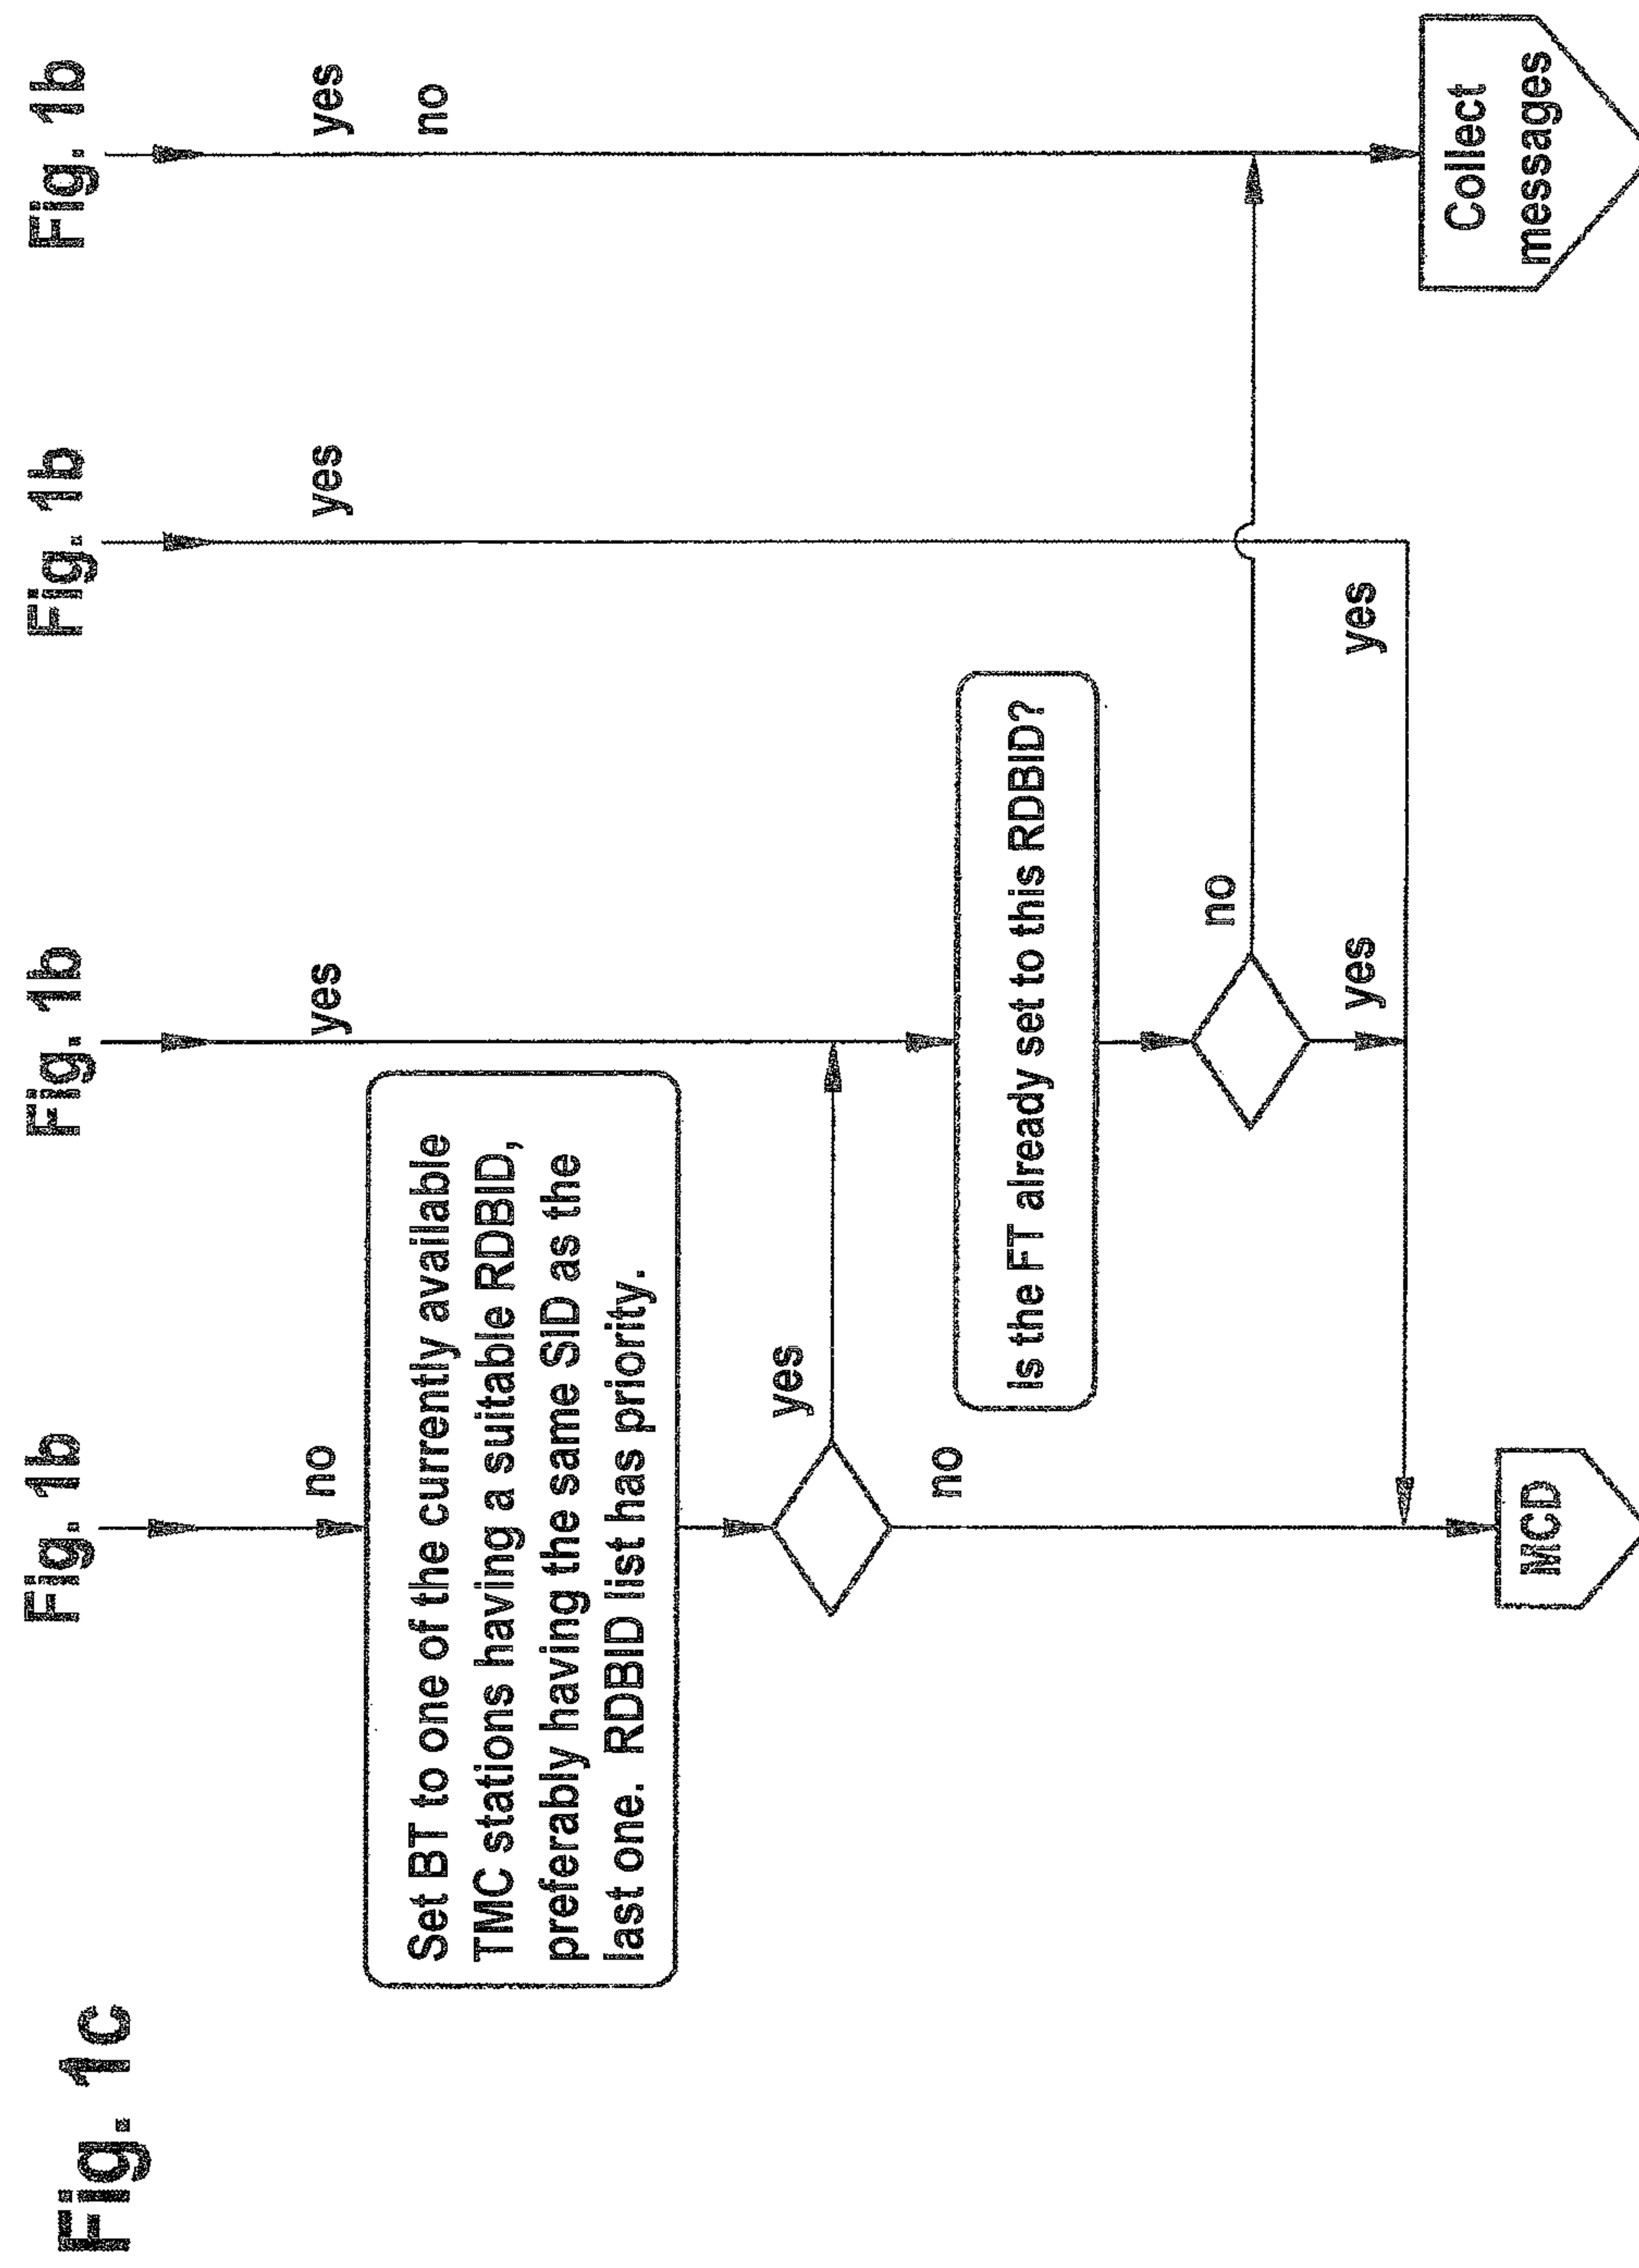 Fig. 1c
Fig. 1b
Fig. 1b
Fig. 1b
Fig. 1b
no
yes
yes
yes
no
Set BT to one of the currently available
TMC stations having a suitable RDBID,
preferably having the same SID as the
last one. RDBID list has priority.
yes
no
Is the FT already set to this RDBID?
no
yes
yes
MCD
Collect
messages